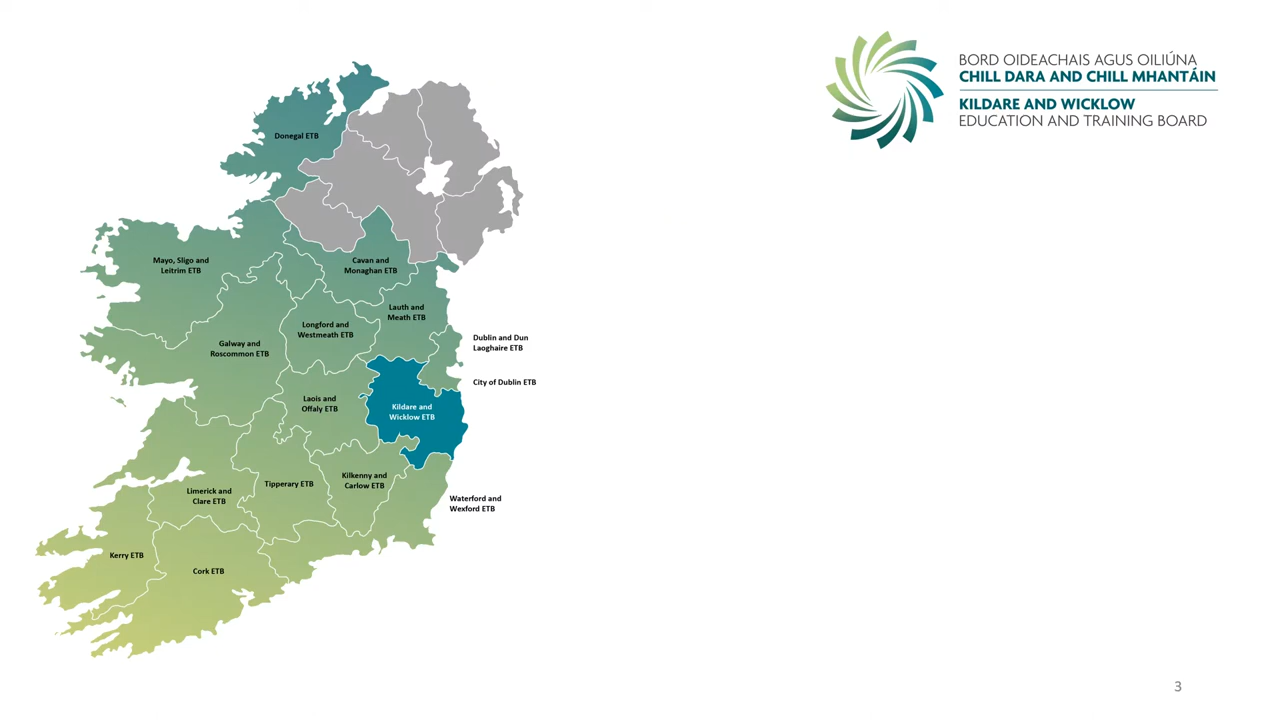 BORD OIDEACHAIS AGUS OILIÚNA
CHILL DARA AND CHILL MHANTÁIN
KILDARE AND WICKLOW
EDUCATION AND TRAINING BOARD
Donegal ETB
Mayo, Sligo and
Leitrim ETB
Cavan and
Monaghan ETB
Lauth and
Meath ETB
Longford and
Westmeath ETB
Galway and
Roscommon ETB
Dublin and Dun
Laoghaire ETB
City of Dublin ETB
Laois and
Offaly ETB
Kildare and
Wicklow ETB
Kilkenny and
Carlow ETB
Tipperary ETB
Limerick and
Clare ETB
Waterford and
Wexford ETB
Kerry ETB
Cork ETB
3